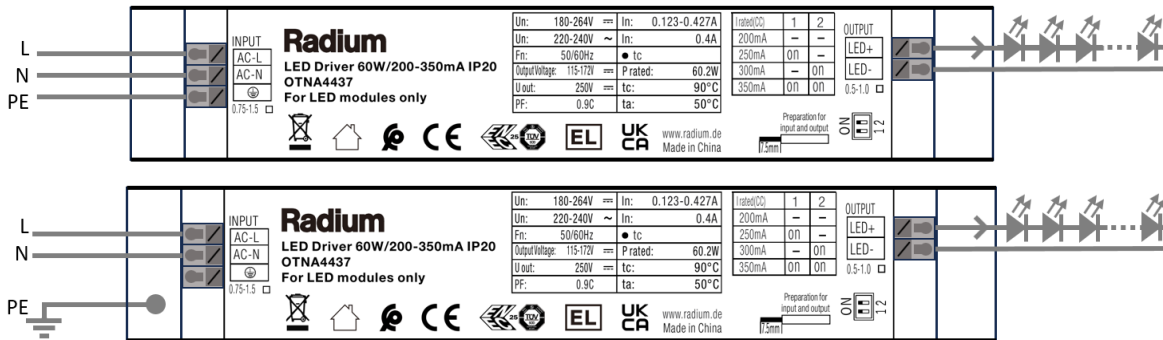 L
N
PE
INPUT
AC-L
AC-N
0.75-1.5
Radium
LED Driver 60W/200-350mA IP20
OTNA4437
For LED modules only
25
TÜV
EL
UK
CA
www.radium.de
Made in China
Un: 180-264V ⎓ In: 0.123-0.427A
Un: 220-240V ~ In: 0.4A
Fn: 50/60Hz ● tc
Output Voltage: 115-172V ⎓ P rated: 60.2W
U out: 250V ⎓ tc: 90°C
PF: 0.9C ta: 50°C
I rated(CC) 1 2
200mA – –
250mA on –
300mA – on
350mA on on
Preparation for
input and output
7.5mm
OUTPUT
LED+
LED-
0.5-1.0
ON
1 2
L
N
PE
INPUT
AC-L
AC-N
0.75-1.5
Radium
LED Driver 60W/200-350mA IP20
OTNA4437
For LED modules only
25
TÜV
EL
UK
CA
www.radium.de
Made in China
Un: 180-264V ⎓ In: 0.123-0.427A
Un: 220-240V ~ In: 0.4A
Fn: 50/60Hz ● tc
Output Voltage: 115-172V ⎓ P rated: 60.2W
U out: 250V ⎓ tc: 90°C
PF: 0.9C ta: 50°C
I rated(CC) 1 2
200mA – –
250mA on –
300mA – on
350mA on on
Preparation for
input and output
7.5mm
OUTPUT
LED+
LED-
0.5-1.0
ON
1 2